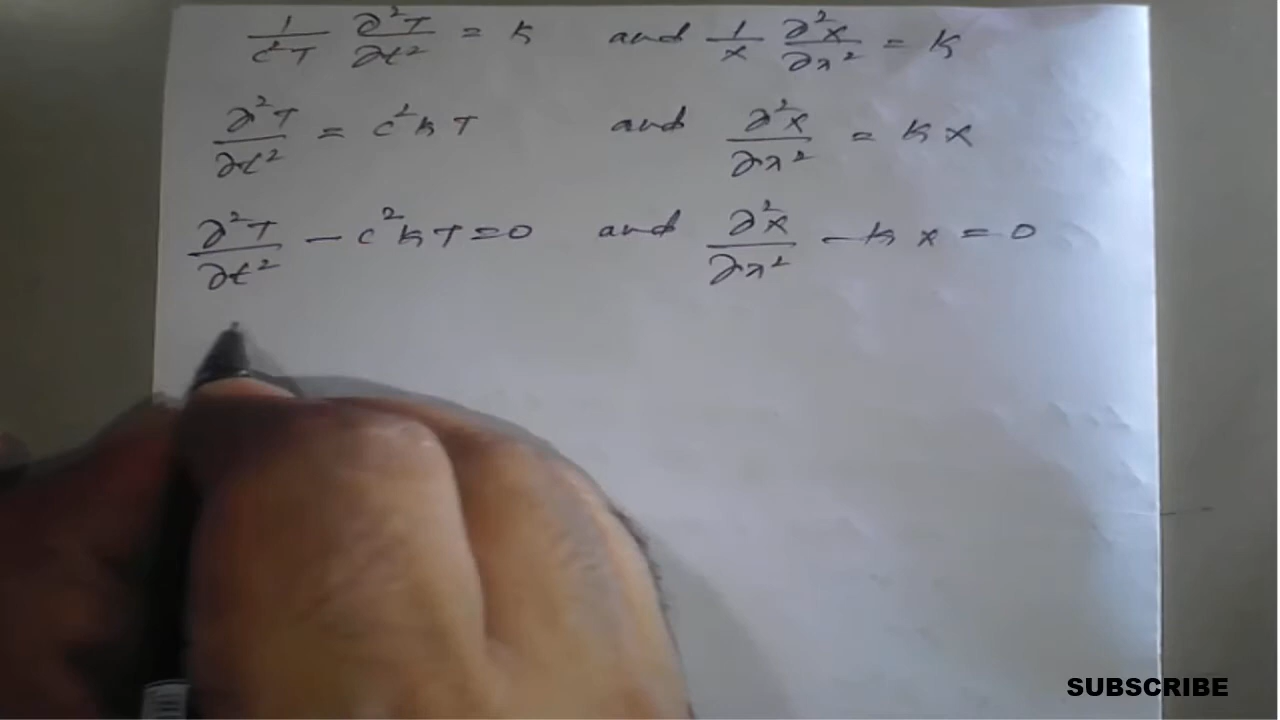 1/c²T ∂²T/∂t² = k and 1/X ∂²X/∂x² = k
∂²T/∂t² = c²kT and ∂²X/∂x² = kX
∂²T/∂t² − c²kT = 0 and ∂²X/∂x² − kX = 0
SUBSCRIBE